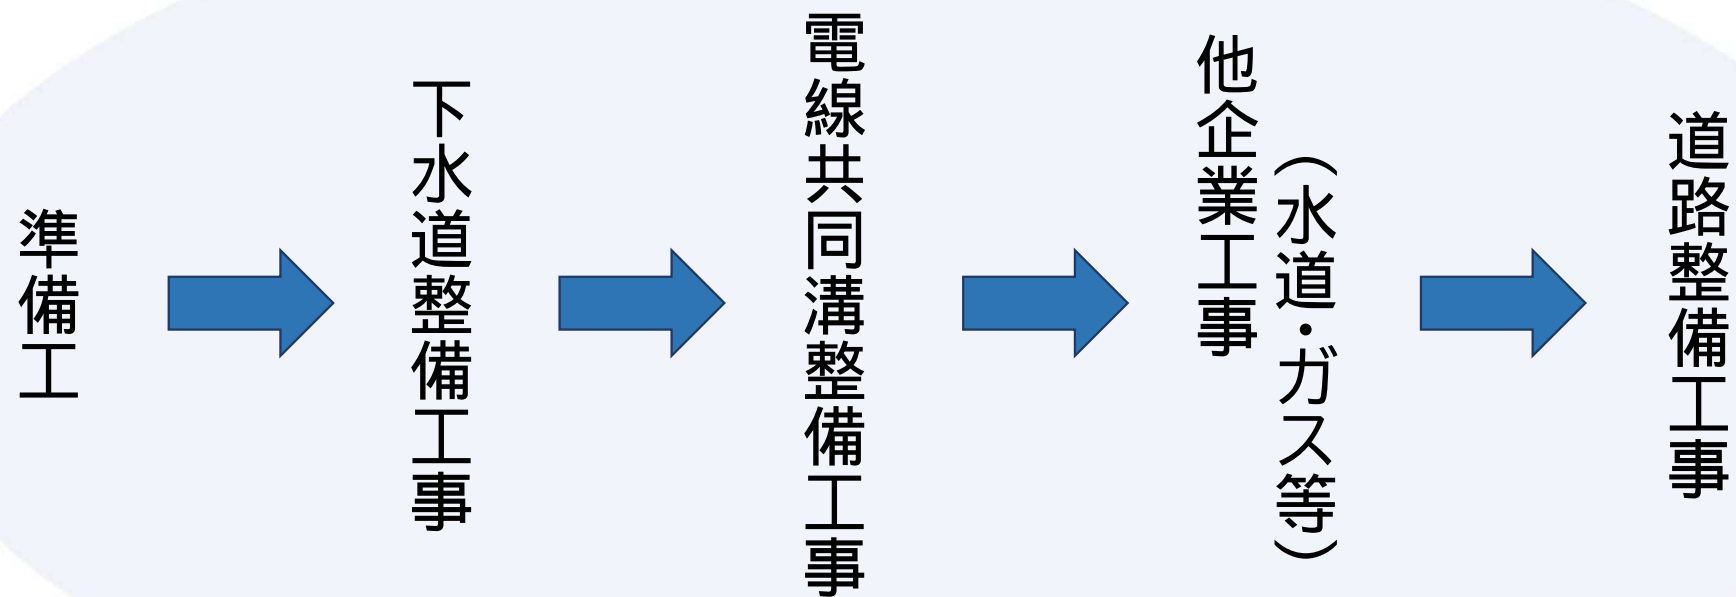 準備工
下水道整備工事
電線共同溝整備工事
他企業工事
（水道・ガス等）
道路整備工事